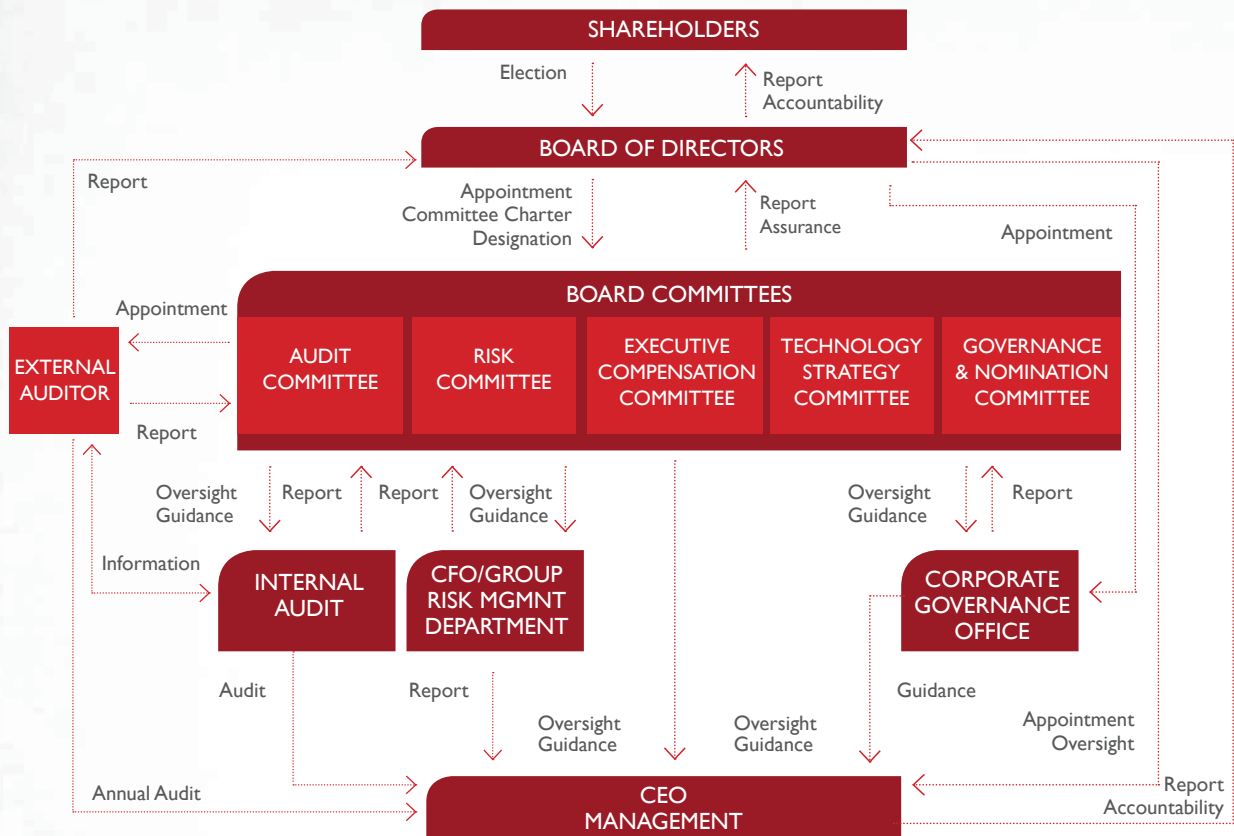 SHAREHOLDERS
Election
Report
Accountability
BOARD OF DIRECTORS
Report
Appointment
Committee Charter
Designation
Report
Assurance
Appointment
BOARD COMMITTEES
Appointment
EXTERNAL
AUDITOR
Report
AUDIT
COMMITTEE
RISK
COMMITTEE
EXECUTIVE
COMPENSATION
COMMITTEE
TECHNOLOGY
STRATEGY
COMMITTEE
GOVERNANCE
& NOMINATION
COMMITTEE
Oversight
Guidance
Report
Report
Oversight
Guidance
Oversight
Guidance
Report
Information
INTERNAL
AUDIT
CFO/GROUP
RISK MGMNT
DEPARTMENT
CORPORATE
GOVERNANCE
OFFICE
Audit
Report
Oversight
Guidance
Oversight
Guidance
Guidance
Appointment
Oversight
Annual Audit
CEO
MANAGEMENT
Report
Accountability